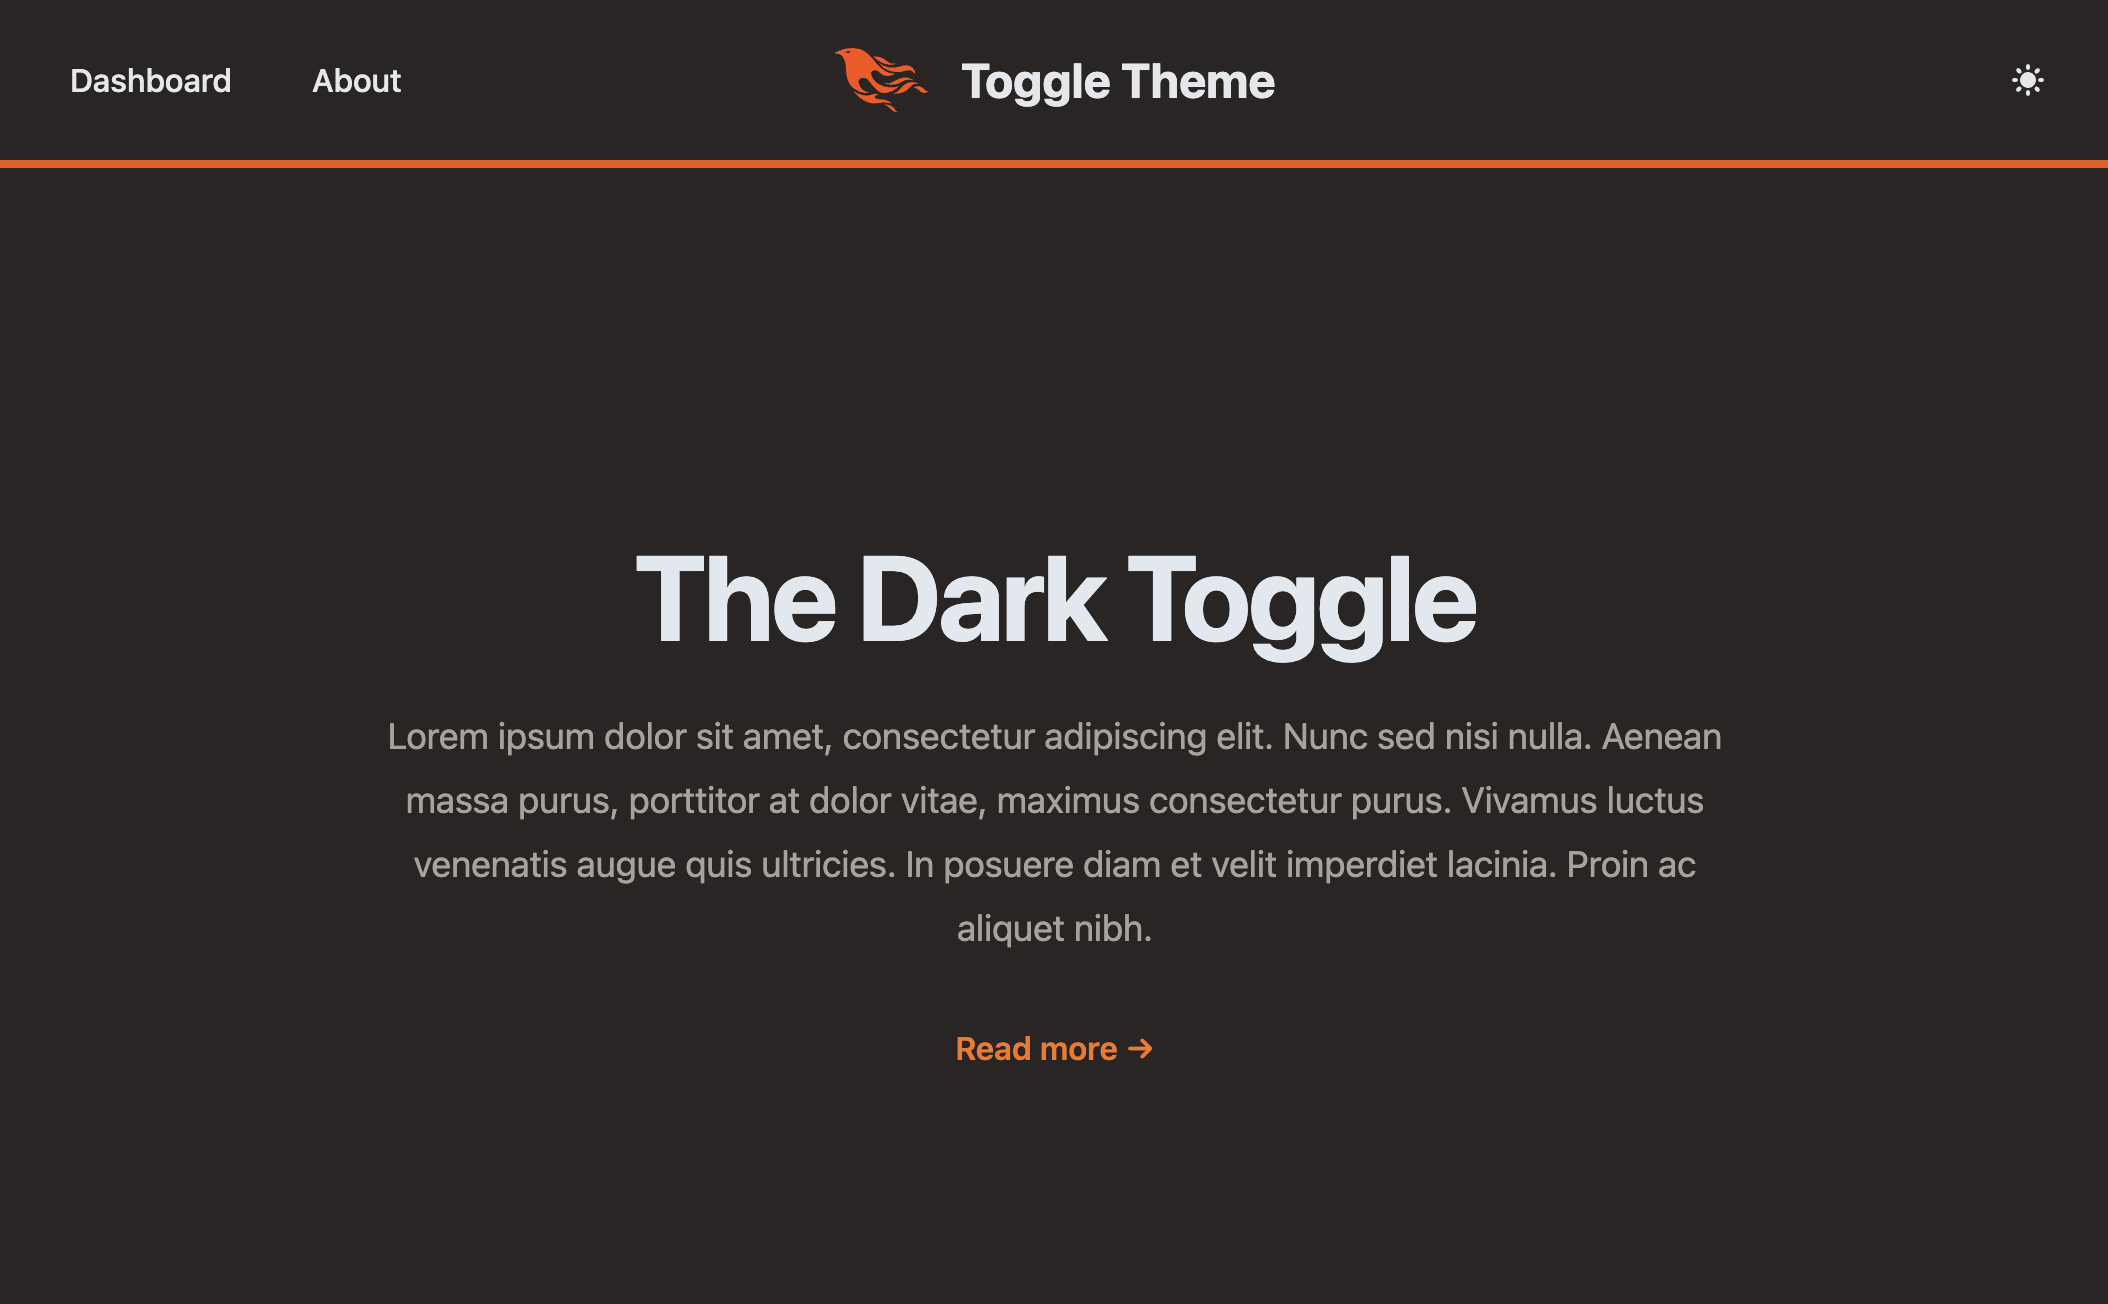 Dashboard
About
Toggle Theme
The Dark Toggle
Lorem ipsum dolor sit amet, consectetur adipiscing elit. Nunc sed nisi nulla. Aenean
massa purus, porttitor at dolor vitae, maximus consectetur purus. Vivamus luctus
venenatis augue quis ultricies. In posuere diam et velit imperdiet lacinia. Proin ac
aliquet nibh.
Read more →